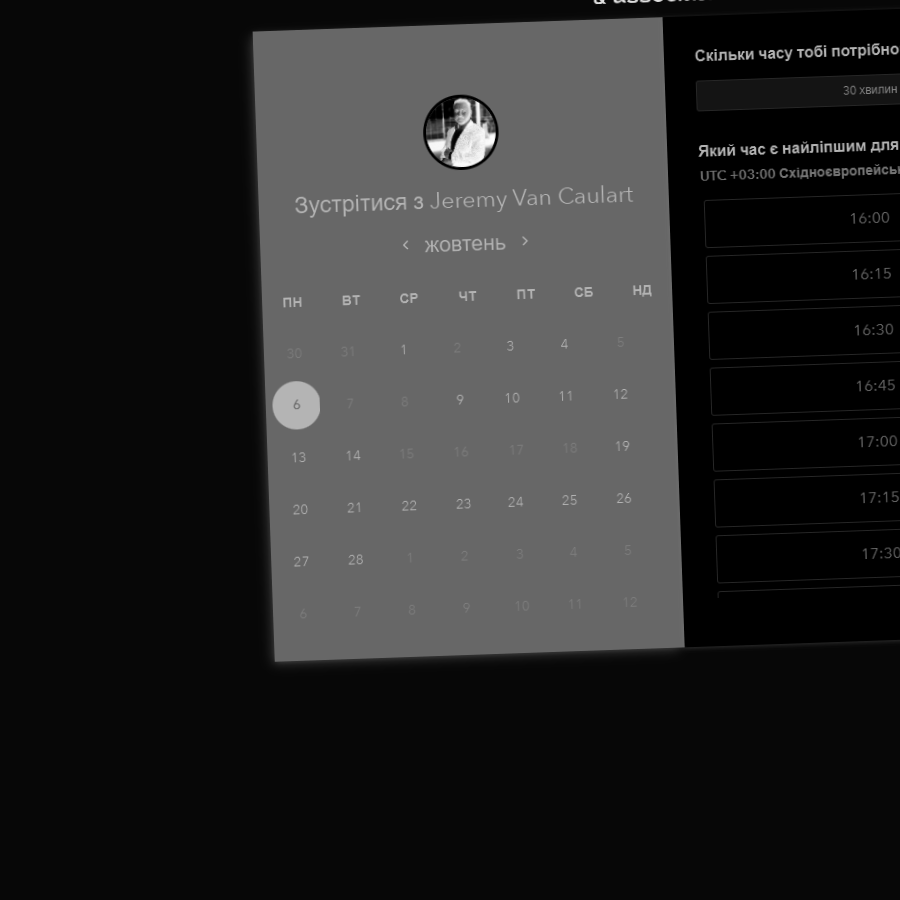 Скільки часу тобі потрібно
30 хвилин
Зустрітися з Jeremy Van Caulart
жовтень
ПН ВТ СР ЧТ ПТ СБ НД
30 31 1 2 3 4 5
6 7 8 9 10 11 12
13 14 15 16 17 18 19
20 21 22 23 24 25 26
27 28 1 2 3 4 5
6 7 8 9 10 11 12
Який час є найліпшим для
UTC +03:00
16:00
16:15
16:30
16:45
17:00
17:15
17:30